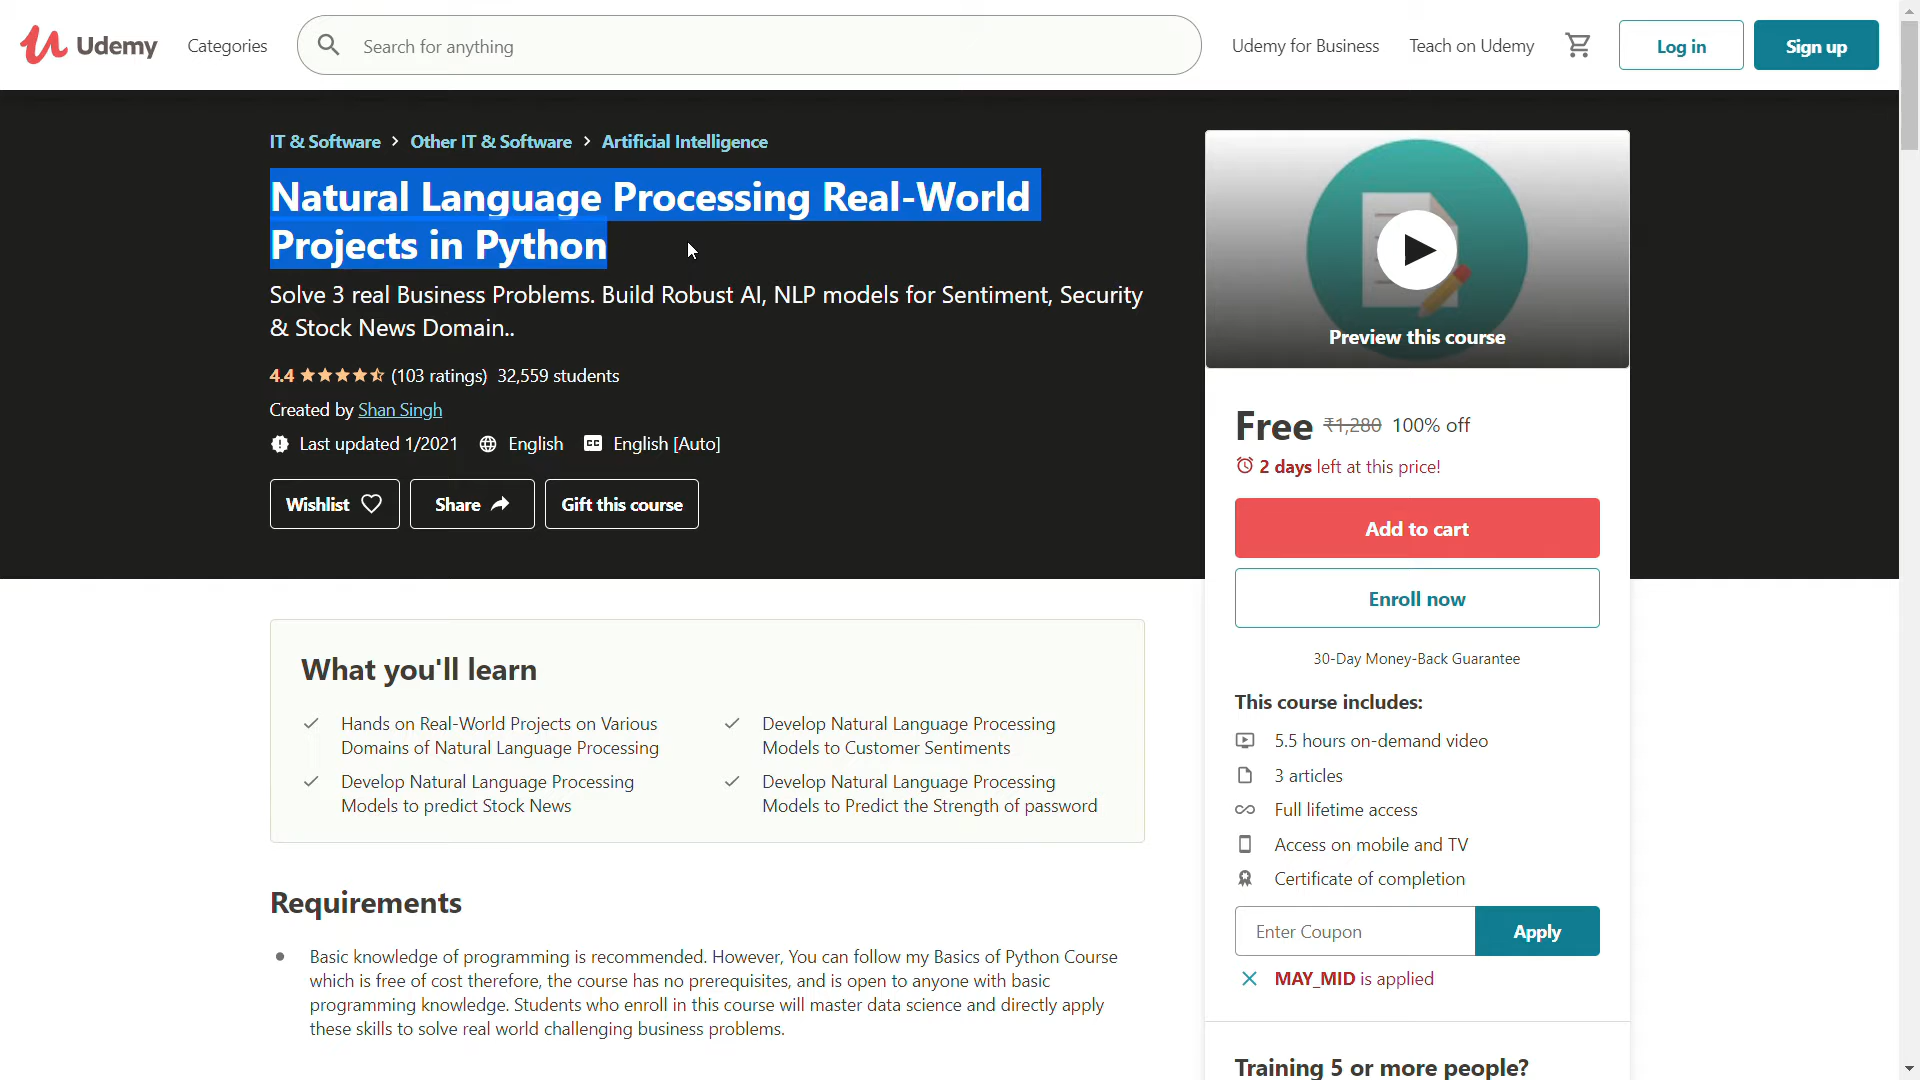 Udemy
Categories
Search for anything
Udemy for Business
Teach on Udemy
Log in
Sign up
IT & Software > Other IT & Software > Artificial Intelligence
Natural Language Processing Real-World
Projects in Python
Solve 3 real Business Problems. Build Robust AI, NLP models for Sentiment, Security
& Stock News Domain..
4.4 (103 ratings) 32,559 students
Created by Shan Singh
Last updated 1/2021 English CC English [Auto]
Wishlist
Share
Gift this course
Preview this course
Free ₹1,280 100% off
2 days left at this price!
Add to cart
Enroll now
30-Day Money-Back Guarantee
This course includes:
5.5 hours on-demand video
3 articles
Full lifetime access
Access on mobile and TV
Certificate of completion
Enter Coupon
Apply
MAY_MID is applied
Training 5 or more people?
What you'll learn
Hands on Real-World Projects on Various
Domains of Natural Language Processing
Develop Natural Language Processing
Models to predict Stock News
Develop Natural Language Processing
Models to Customer Sentiments
Develop Natural Language Processing
Models to Predict the Strength of password
Requirements
Basic knowledge of programming is recommended. However, You can follow my Basics of Python Course
which is free of cost therefore, the course has no prerequisites, and is open to anyone with basic
programming knowledge. Students who enroll in this course will master data science and directly apply
these skills to solve real world challenging business problems.